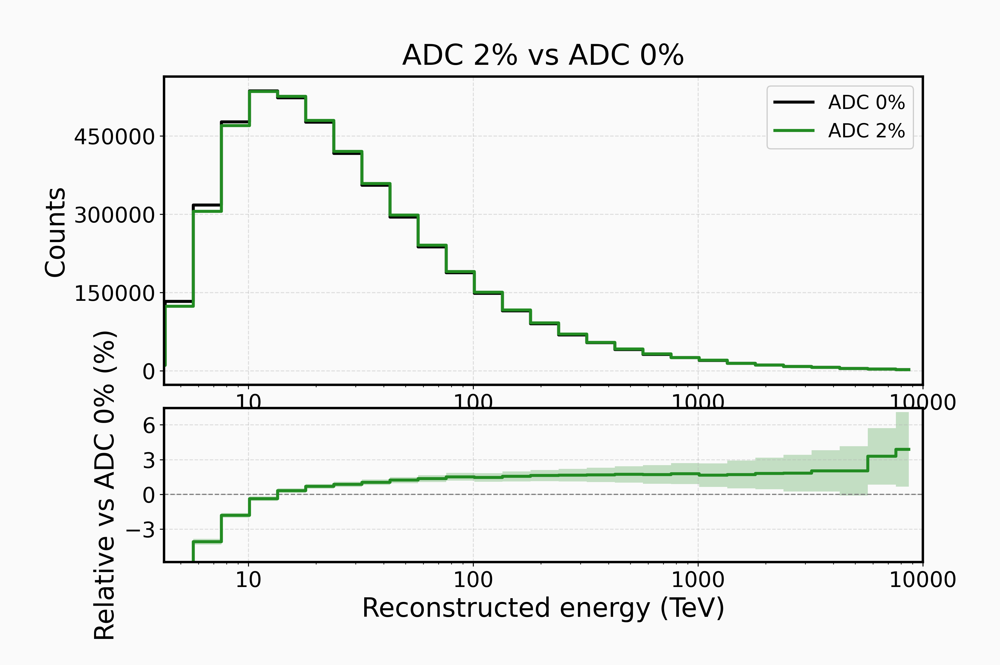 ADC 2% vs ADC 0%
ADC 0%
ADC 2%
Counts
450000
300000
150000
0
10
100
1000
10000
Relative vs ADC 0% (%)
6
3
0
−3
10
100
1000
10000
Reconstructed energy (TeV)